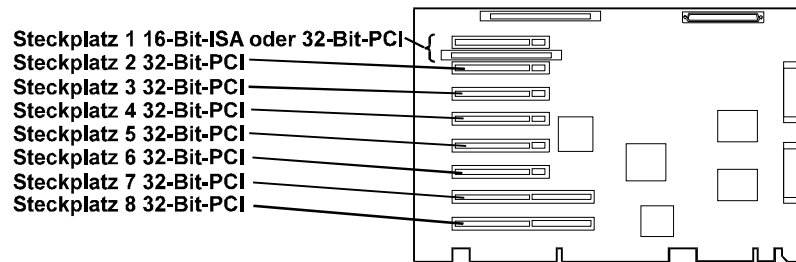 Steckplatz 1 16-Bit-ISA oder 32-Bit-PCI
Steckplatz 2 32-Bit-PCI
Steckplatz 3 32-Bit-PCI
Steckplatz 4 32-Bit-PCI
Steckplatz 5 32-Bit-PCI
Steckplatz 6 32-Bit-PCI
Steckplatz 7 32-Bit-PCI
Steckplatz 8 32-Bit-PCI